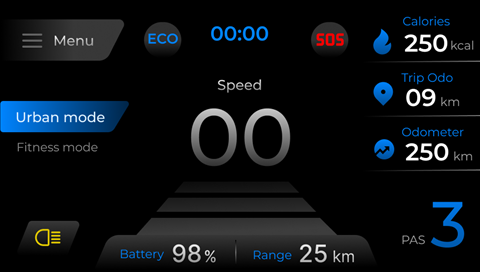 Menu
ECO
00:00
SOS
Calories
250 kcal
Speed
00
Trip Odo
09 km
Urban mode
Fitness mode
Odometer
250 km
Battery 98% Range 25 km
PAS 3